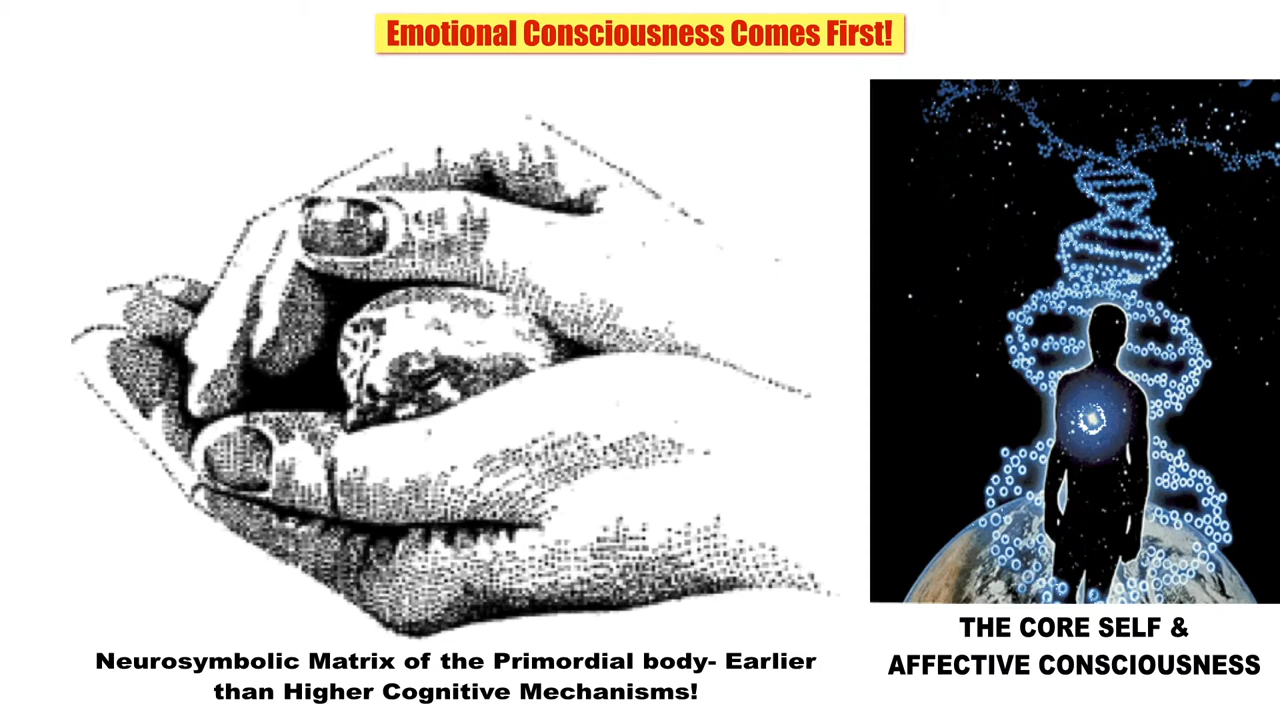 Emotional Consciousness Comes First!
Neurosymbolic Matrix of the Primordial body- Earlier
than Higher Cognitive Mechanisms!
THE CORE SELF &
AFFECTIVE CONSCIOUSNESS